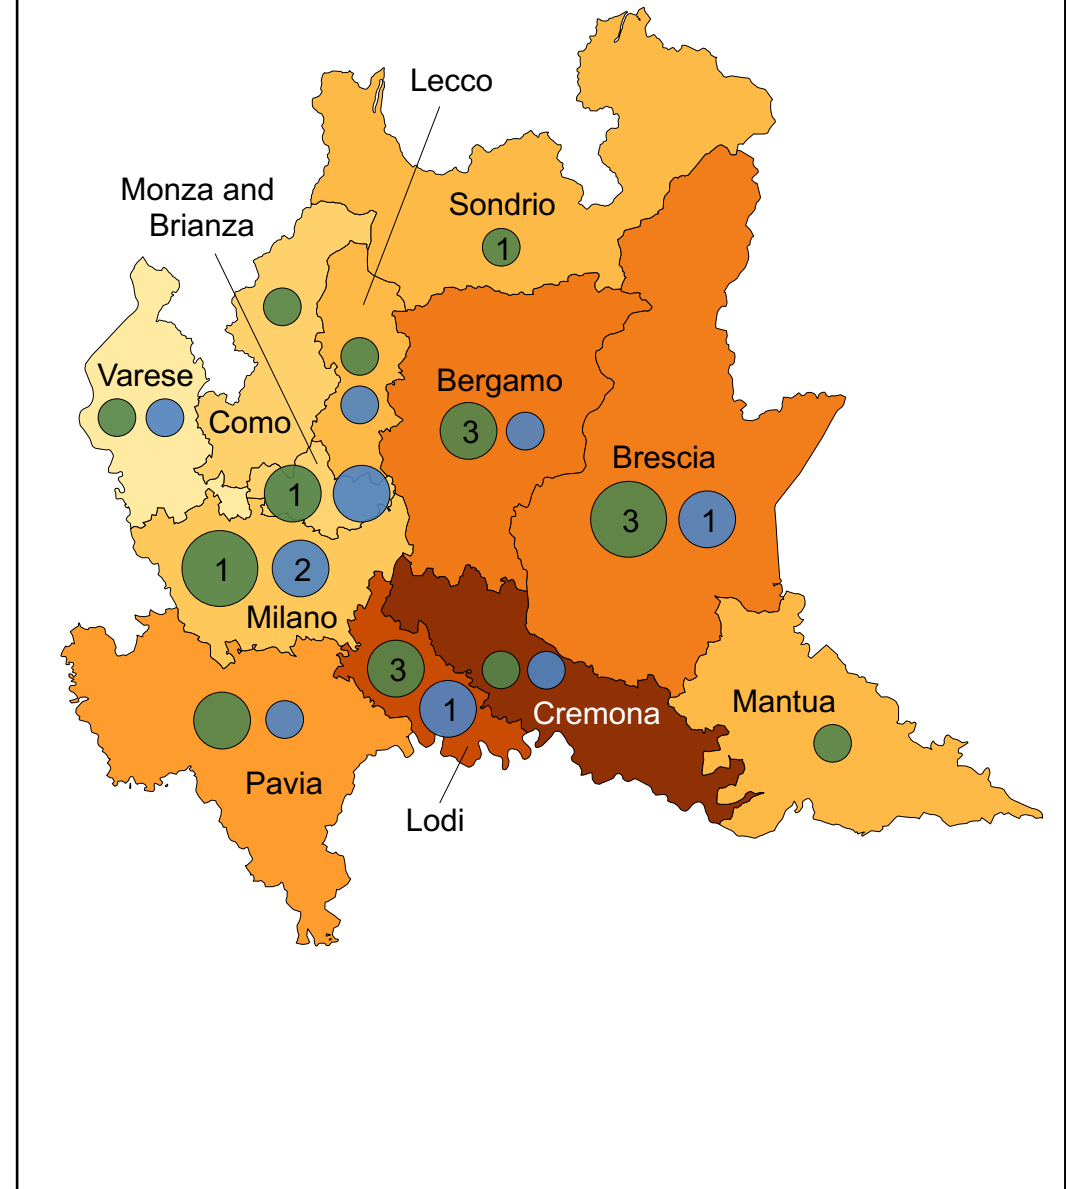 Lecco
Monza and
Brianza
Sondrio
1
Varese
Bergamo
Como
3
Brescia
1
3
1
1
2
Milano
3
1
Mantua
Cremona
Pavia
Lodi